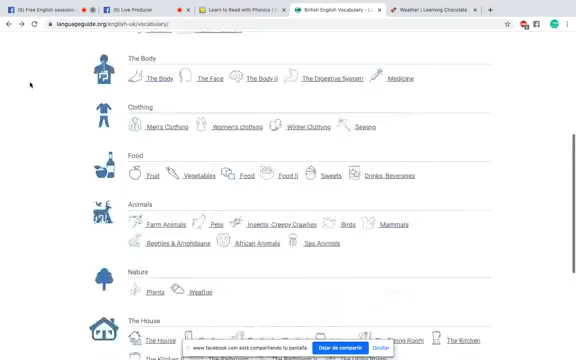 (5) Free English sessions
(5) Live Producer
Learn to Read with Phonics |
British English Vocabulary - L
Weather | Learning Chocolate
languageguide.org/english-uk/vocabulary/
The Body
The Body The Face The Body II The Digestive System Medicine
Clothing
Men's Clothing Women's clothing Winter Clothing Sewing
Food
Fruit Vegetables Food Food II Sweets Drinks, Beverages
Animals
Farm Animals Pets Insects, Creepy Crawlies Birds Mammals
Reptiles & Amphibians African Animals Sea Animals
Nature
Plants Weather
The House
The House The Kitchen
The Kitchen
www.facebook.com está compartiendo tu pantalla. Dejar de compartir Ocultar